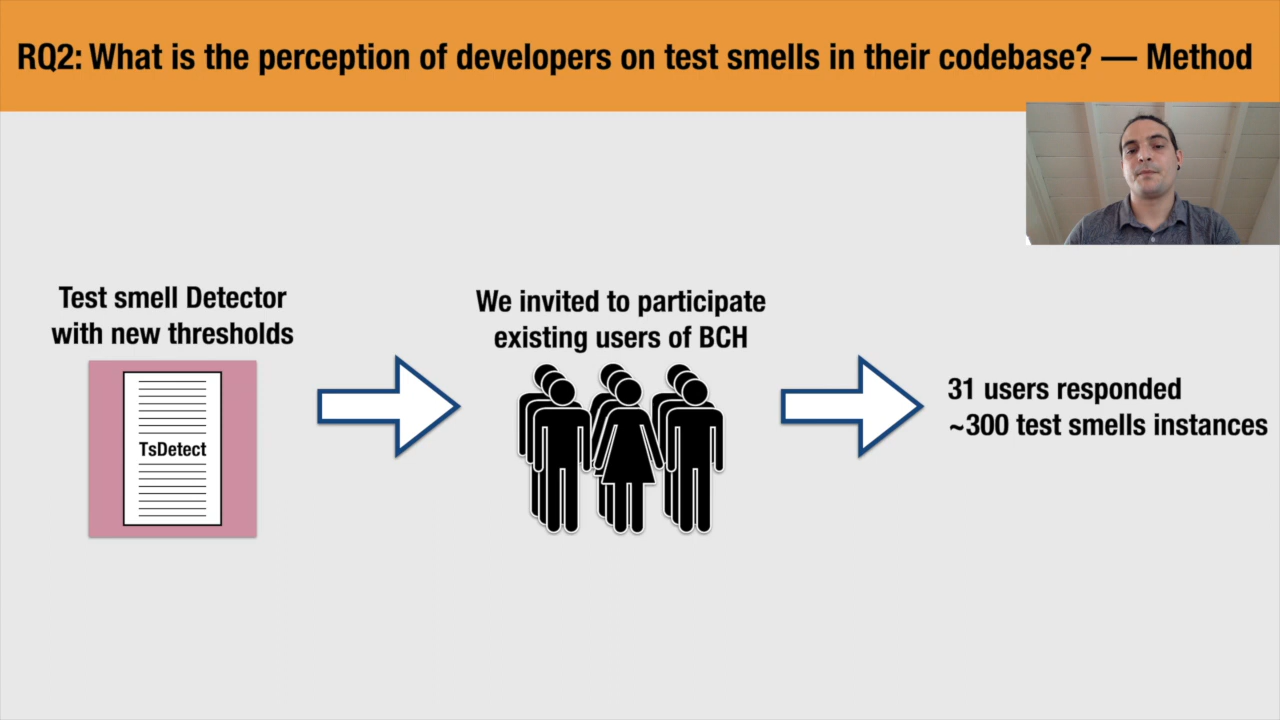 RQ2: What is the perception of developers on test smells in their codebase? — Method
Test smell Detector
with new thresholds
TsDetect
We invited to participate
existing users of BCH
31 users responded
~300 test smells instances